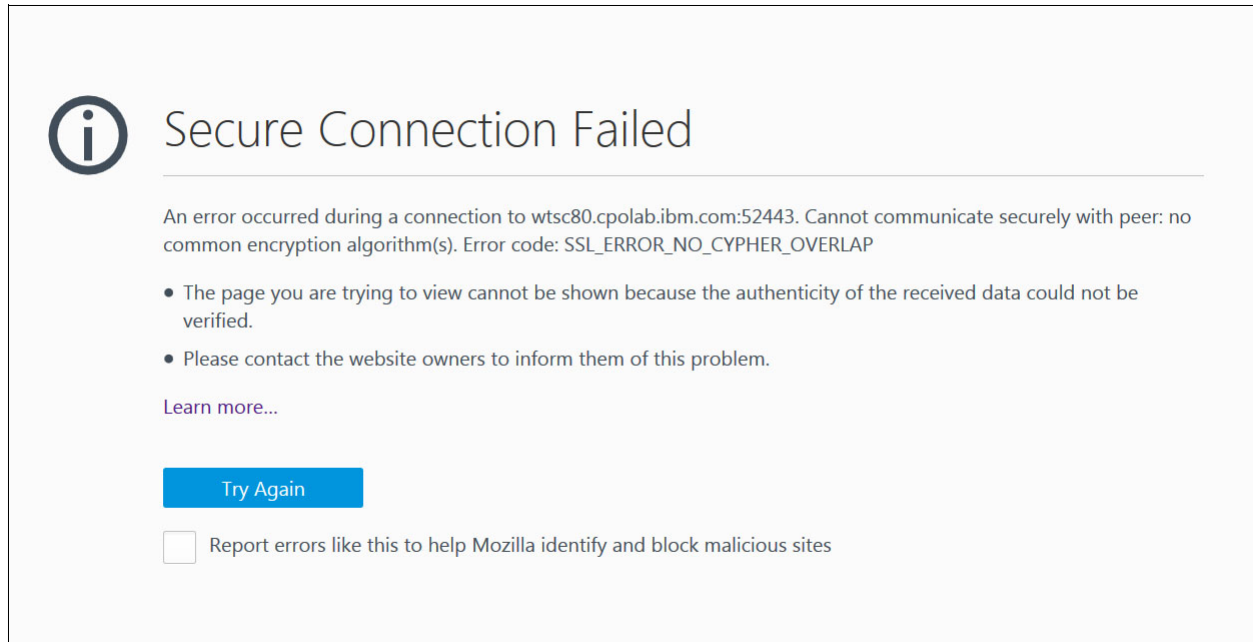 Secure Connection Failed
An error occurred during a connection to wtsc80.cpolab.ibm.com:52443. Cannot communicate securely with peer: no
common encryption algorithm(s). Error code: SSL_ERROR_NO_CYPHER_OVERLAP
• The page you are trying to view cannot be shown because the authenticity of the received data could not be
verified.
• Please contact the website owners to inform them of this problem.
Learn more...
Try Again
Report errors like this to help Mozilla identify and block malicious sites